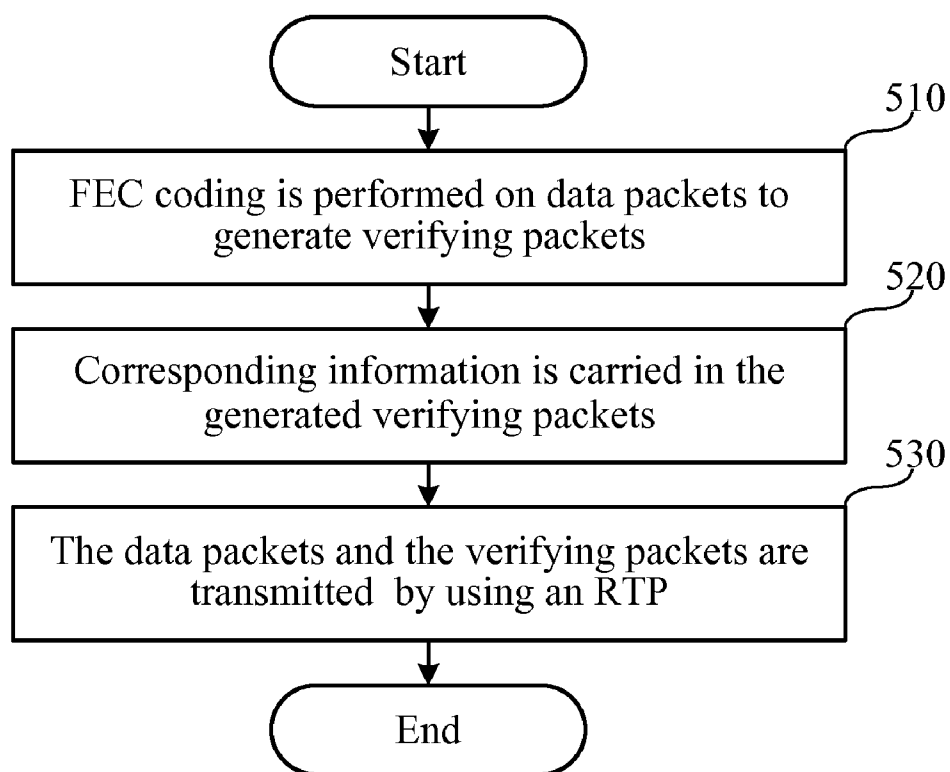 Start
510
FEC coding is performed on data packets to
generate verifying packets
520
Corresponding information is carried in the
generated verifying packets
530
The data packets and the verifying packets are
transmitted by using an RTP
End